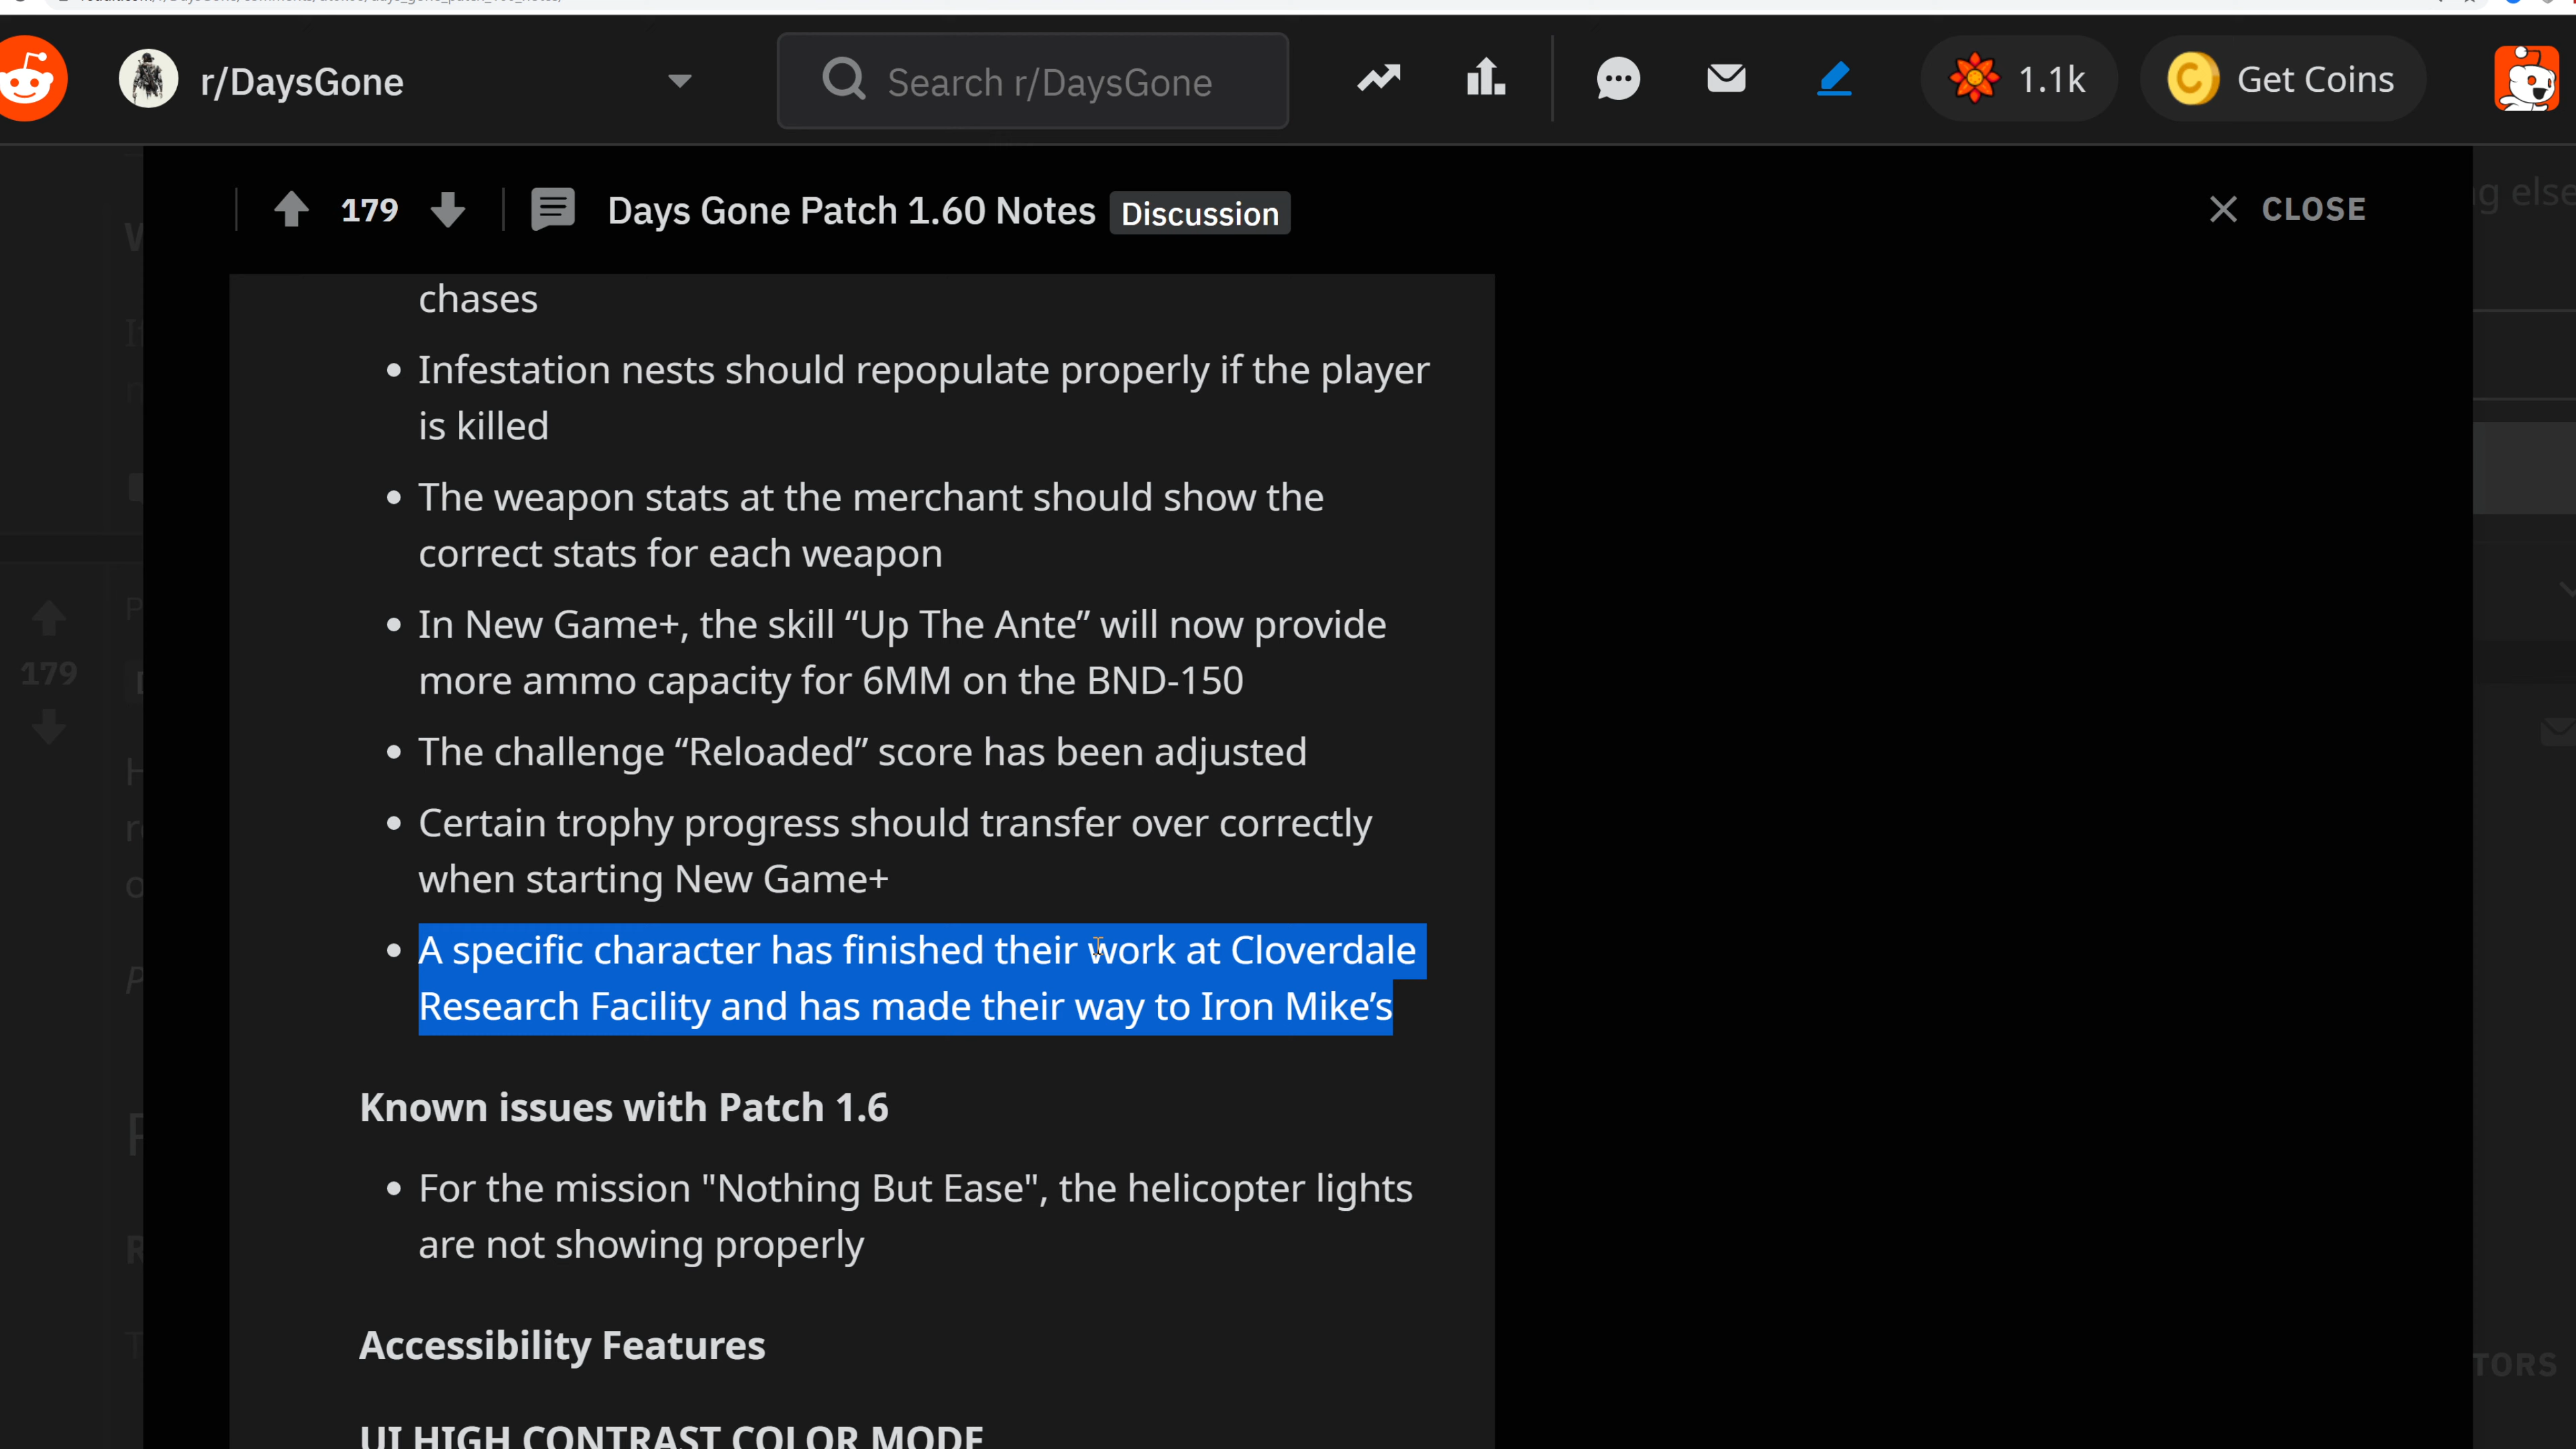 r/DaysGone
Search r/DaysGone
1.1k
Get Coins
179
Days Gone Patch 1.60 Notes
Discussion
CLOSE
g else
chases
• Infestation nests should repopulate properly if the player
is killed
• The weapon stats at the merchant should show the
correct stats for each weapon
• In New Game+, the skill “Up The Ante” will now provide
more ammo capacity for 6MM on the BND-150
179
• The challenge “Reloaded” score has been adjusted
• Certain trophy progress should transfer over correctly
when starting New Game+
• A specific character has finished their work at Cloverdale
Research Facility and has made their way to Iron Mike’s
Known issues with Patch 1.6
• For the mission "Nothing But Ease", the helicopter lights
are not showing properly
Accessibility Features
TORS
UI HIGH CONTRAST COLOR MODE